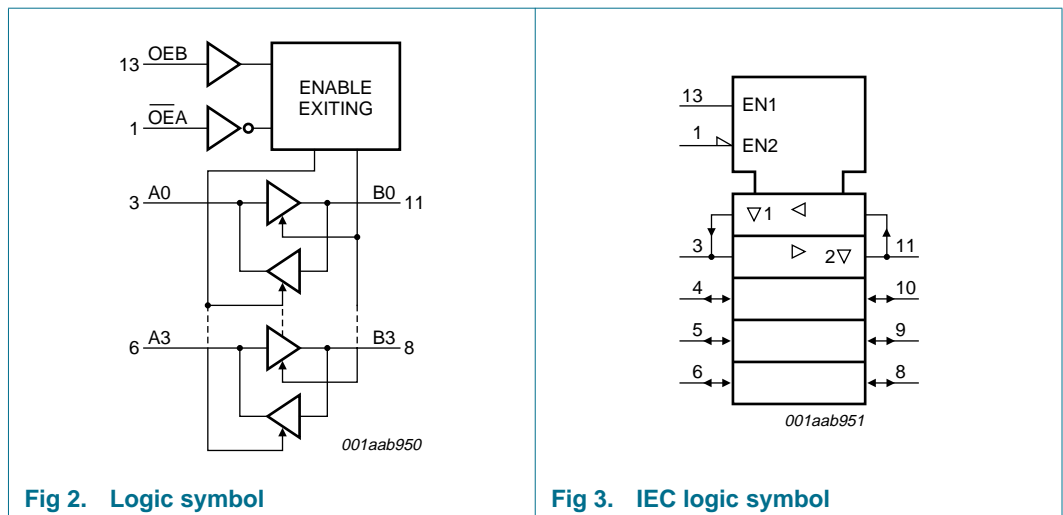 13 OEB
ENABLE
EXITING
1 OEA
3 A0
B0 11
6 A3
B3 8
001aab950
Fig 2. Logic symbol
13
EN1
1
EN2
▽1 ◁
3
▷ 2▽
11
4
10
5
9
6
8
001aab951
Fig 3. IEC logic symbol